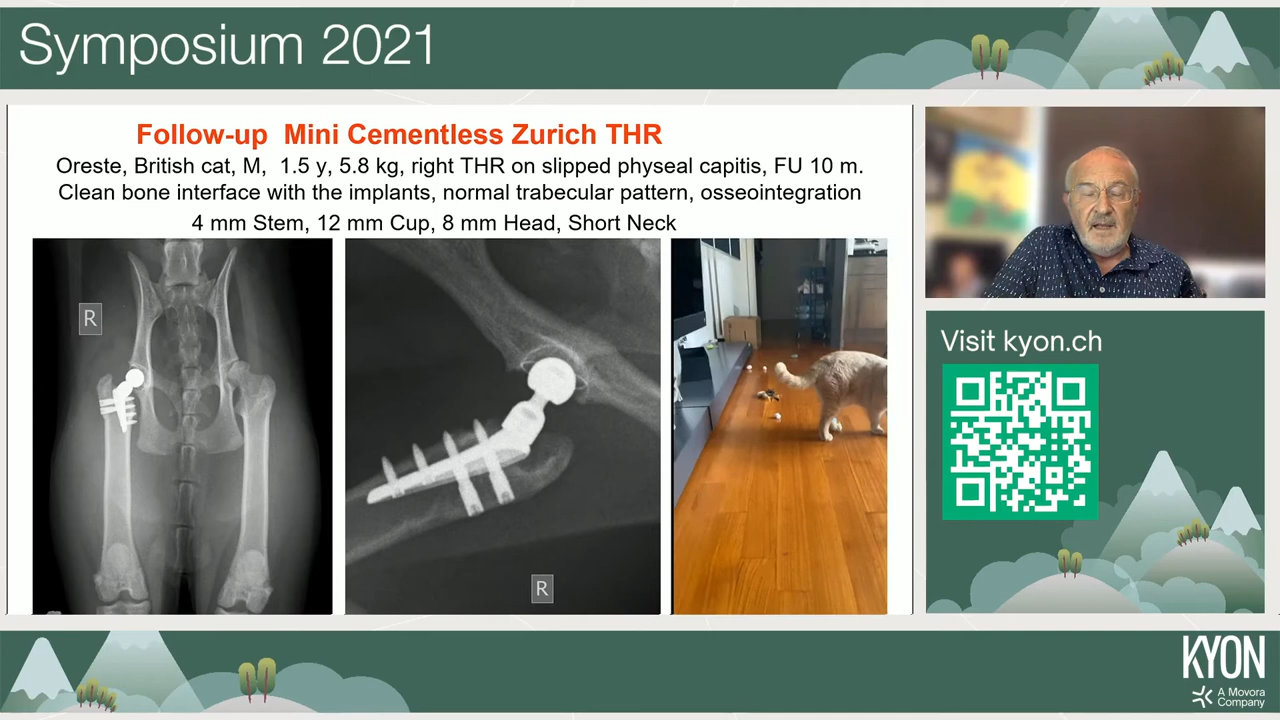 Symposium 2021
Follow-up Mini Cementless Zurich THR
Oreste, British cat, M, 1.5 y, 5.8 kg, right THR on slipped physeal capitis, FU 10 m.
Clean bone interface with the implants, normal trabecular pattern, osseointegration
4 mm Stem, 12 mm Cup, 8 mm Head, Short Neck
R
R
Visit kyon.ch
KYON
A Movora
Company